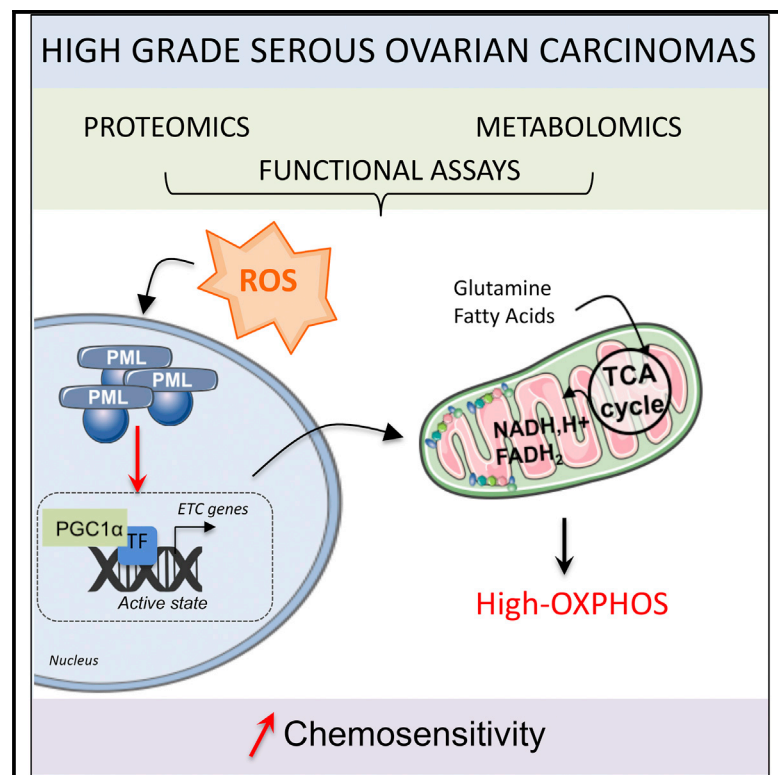 HIGH GRADE SEROUS OVARIAN CARCINOMAS
PROTEOMICS
METABOLOMICS
FUNCTIONAL ASSAYS
ROS
Glutamine
Fatty Acids
PML
PML
PML
TCA
cycle
NADH,H+
FADH₂
ETC genes
PGC1α
TF
Active state
High-OXPHOS
Nucleus
Chemosensitivity